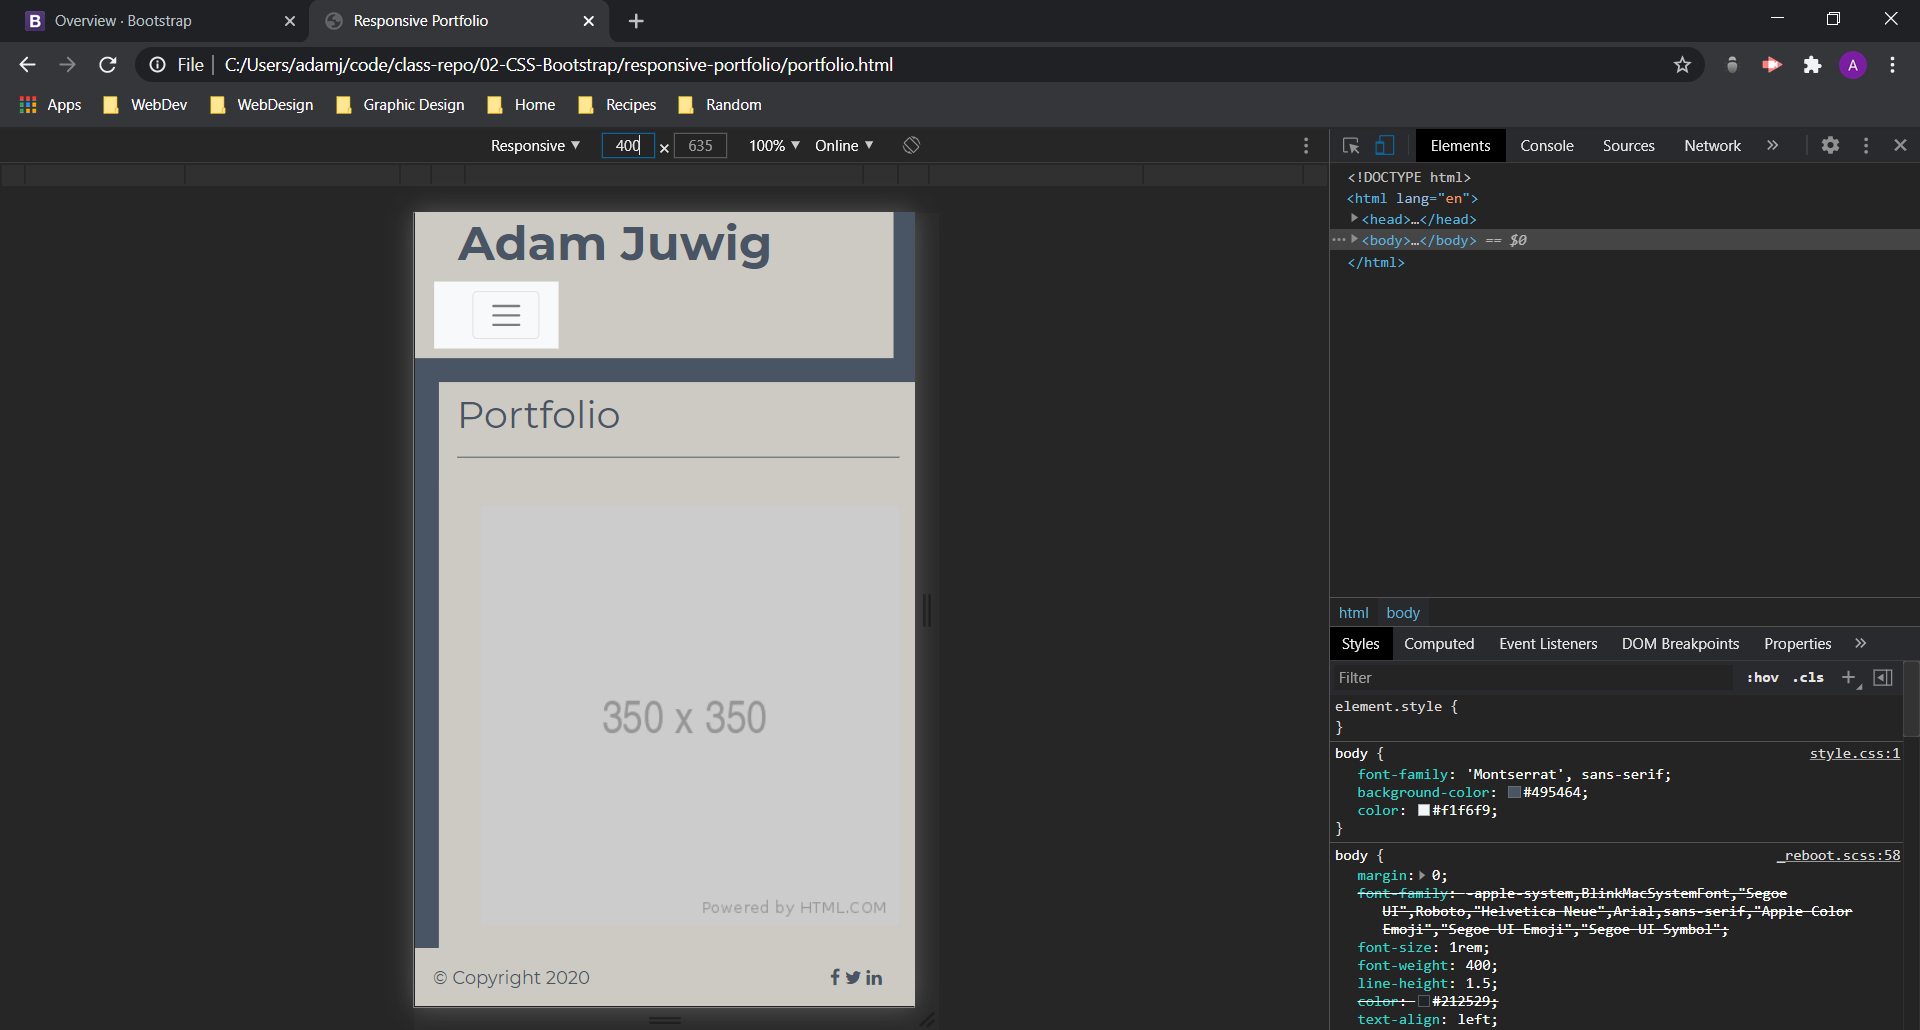 B Overview · Bootstrap
Responsive Portfolio
File | C:/Users/adamj/code/class-repo/02-CSS-Bootstrap/responsive-portfolio/portfolio.html
A
Apps WebDev WebDesign Graphic Design Home Recipes Random
Responsive ▼ 400 × 635 100% ▼ Online ▼
Elements Console Sources Network »
Adam Juwig
Portfolio
350 x 350
Powered by HTML.COM
© Copyright 2020
<!DOCTYPE html>
<html lang="en">
<head>…</head>
<body>…</body> == $0
</html>
html body
Styles Computed Event Listeners DOM Breakpoints Properties »
Filter :hov .cls +
element.style {
}
body { style.css:1
font-family: 'Montserrat', sans-serif;
background-color: #495464;
color: #f1f6f9;
}
body { _reboot.scss:58
margin: 0;
font-family: -apple-system,BlinkMacSystemFont,"Segoe
UI",Roboto,"Helvetica Neue",Arial,sans-serif,"Apple Color
Emoji","Segoe UI Emoji","Segoe UI Symbol";
font-size: 1rem;
font-weight: 400;
line-height: 1.5;
color: #212529;
text-align: left;